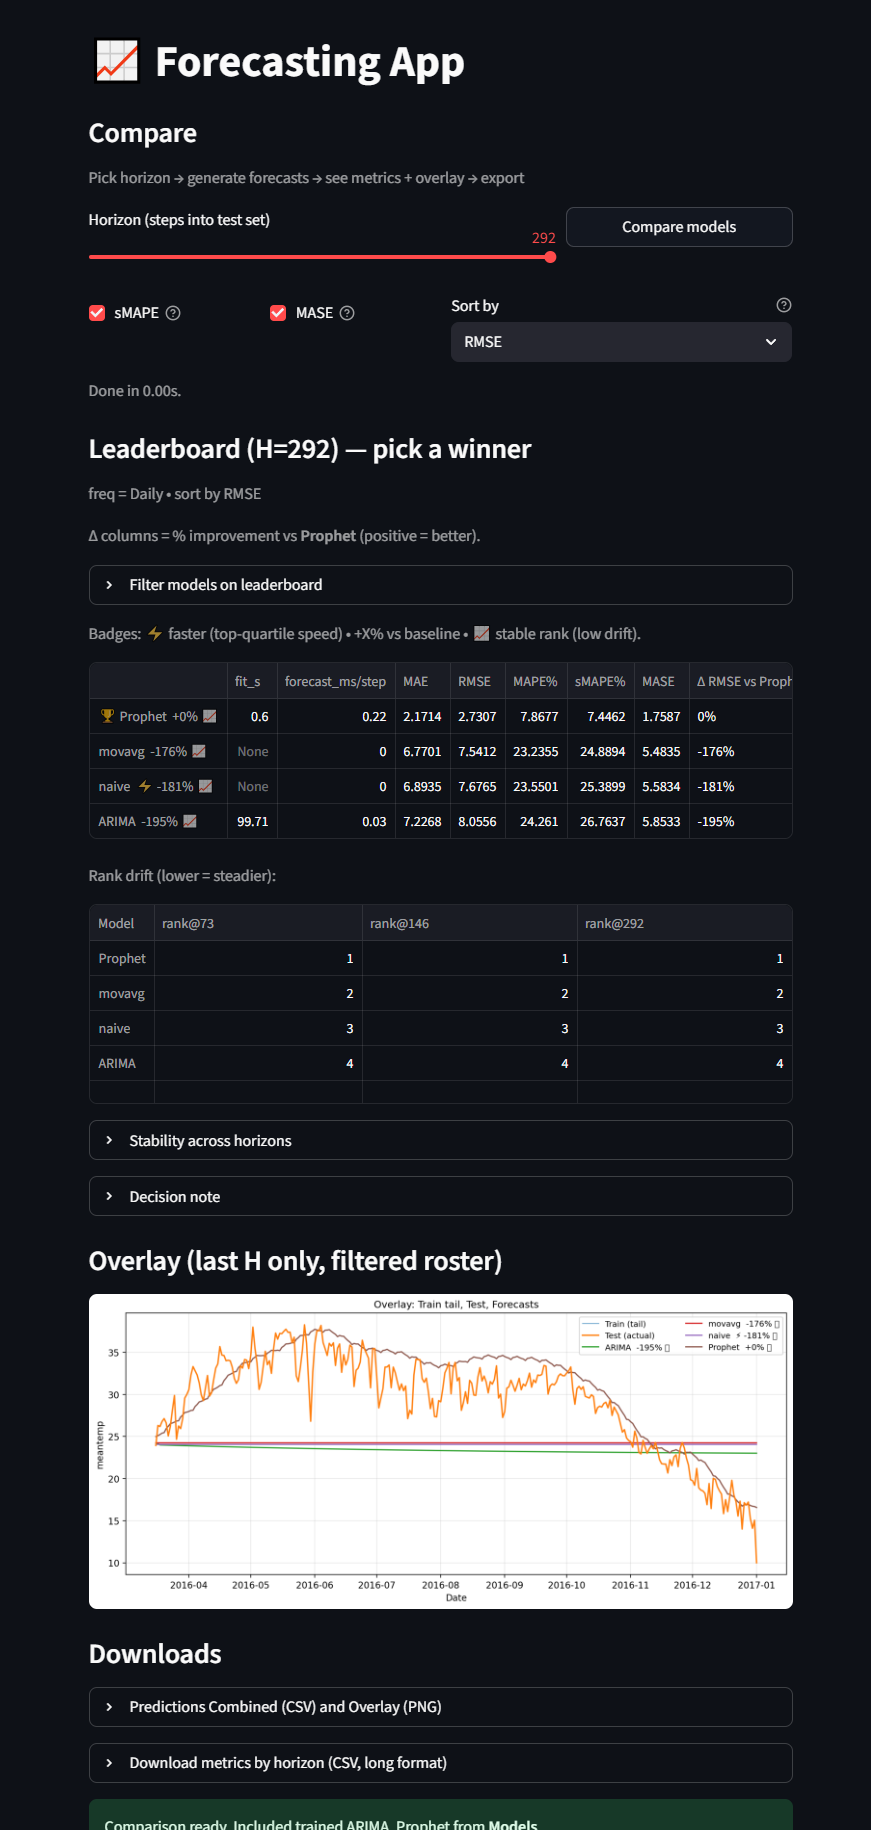 Forecasting App
Compare
Pick horizon → generate forecasts → see metrics + overlay → export
Horizon (steps into test set)
292
Compare models
sMAPE
MASE
Sort by
RMSE
Done in 0.00s.
Leaderboard (H=292) — pick a winner
freq = Daily • sort by RMSE
Δ columns = % improvement vs Prophet (positive = better).
Filter models on leaderboard
Badges: ⚡ faster (top-quartile speed) • +X% vs baseline • 📈 stable rank (low drift).
fit_s forecast_ms/step MAE RMSE MAPE% sMAPE% MASE Δ RMSE vs Proph
🏆 Prophet +0% 📈 0.6 0.22 2.1714 2.7307 7.8677 7.4462 1.7587 0%
movavg -176% 📈 None 0 6.7701 7.5412 23.2355 24.8894 5.4835 -176%
naive ⚡ -181% 📈 None 0 6.8935 7.6765 23.5501 25.3899 5.5834 -181%
ARIMA -195% 📈 99.71 0.03 7.2268 8.0556 24.261 26.7637 5.8533 -195%
Rank drift (lower = steadier):
Model rank@73 rank@146 rank@292
Prophet 1 1 1
movavg 2 2 2
naive 3 3 3
ARIMA 4 4 4
Stability across horizons
Decision note
Overlay (last H only, filtered roster)
Overlay: Train tail, Test, Forecasts
Train (tail)
Test (actual)
ARIMA -195% ▯
movavg -176% ▯
naive ⚡ -181% ▯
Prophet +0% ▯
meantemp
35
30
25
20
15
10
2016-04 2016-05 2016-06 2016-07 2016-08 2016-09 2016-10 2016-11 2016-12 2017-01
Date
Downloads
Predictions Combined (CSV) and Overlay (PNG)
Download metrics by horizon (CSV, long format)
Comparison ready. Included trained ARIMA, Prophet from Models